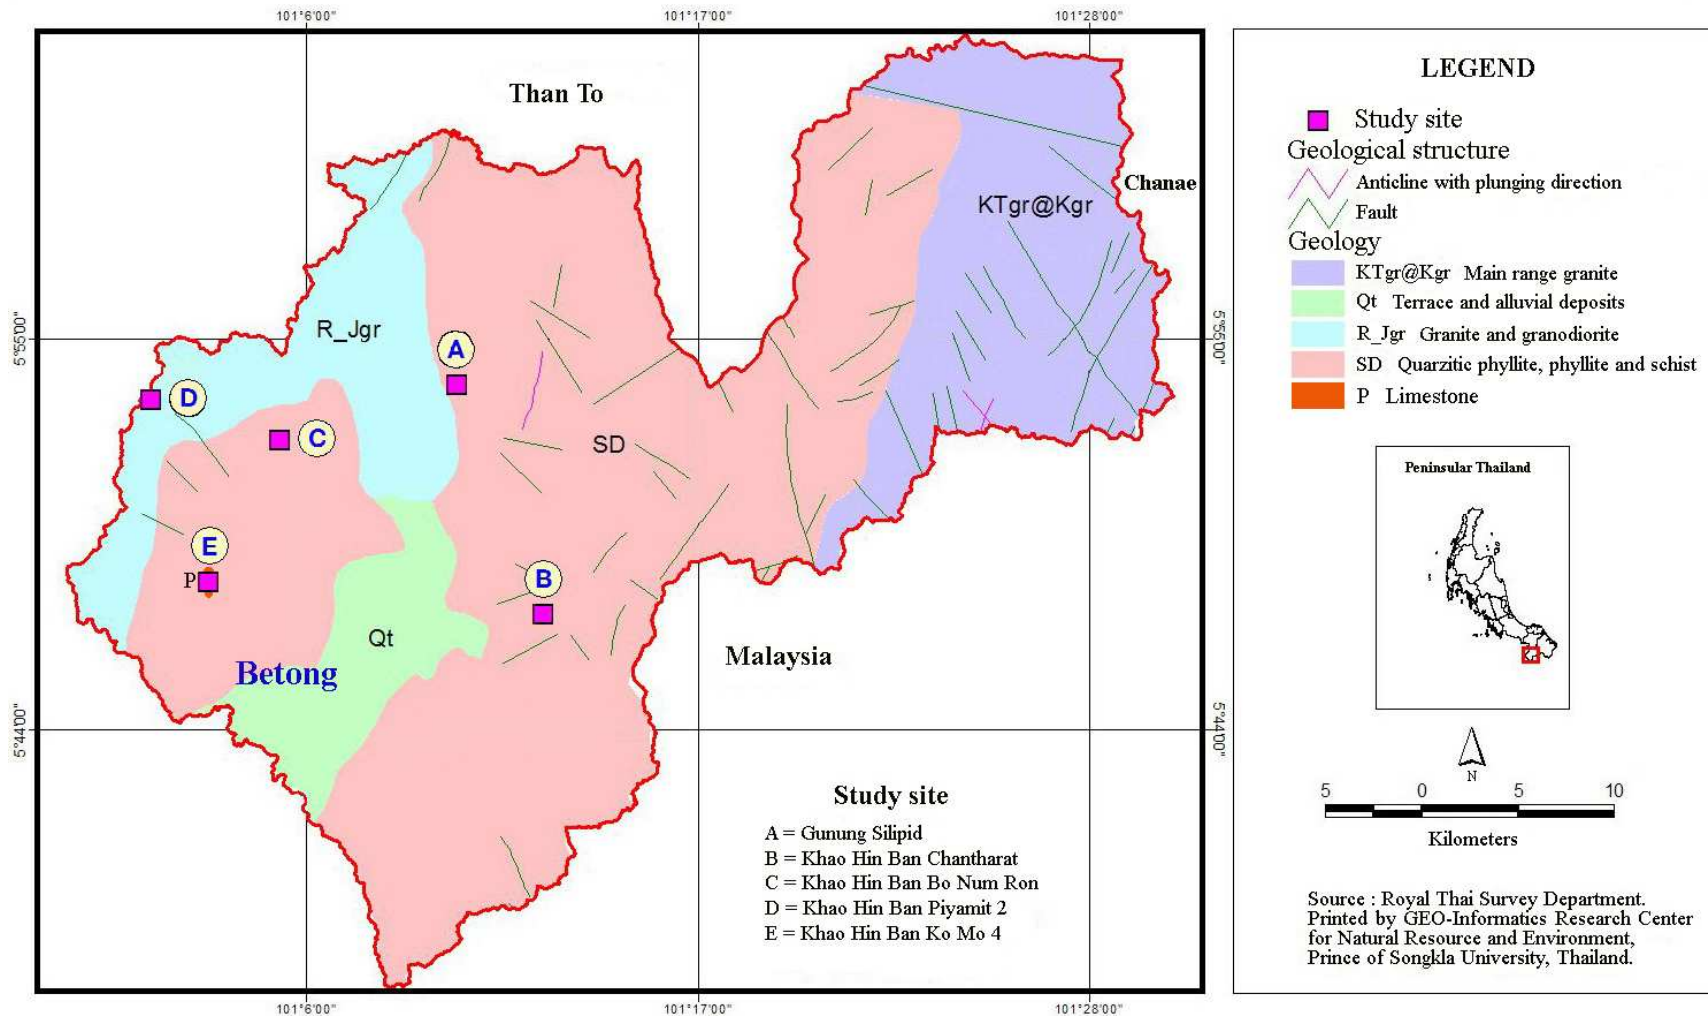 101°6'00"
101°17'00"
101°28'00"
Than To
Chanae
KTgr@Kgr
R_Jgr
5°55'00"
5°55'00"
A
D
C
SD
E
P
B
Qt
Betong
Malaysia
5°44'00"
5°44'00"
Study site
A = Gunung Silipid
B = Khao Hin Ban Chantharat
C = Khao Hin Ban Bo Num Ron
D = Khao Hin Ban Piyamit 2
E = Khao Hin Ban Ko Mo 4
101°6'00"
101°17'00"
101°28'00"
LEGEND
Study site
Geological structure
Anticline with plunging direction
Fault
Geology
KTgr@Kgr Main range granite
Qt Terrace and alluvial deposits
R_Jgr Granite and granodiorite
SD Quarzitic phyllite, phyllite and schist
P Limestone
Peninsular Thailand
N
5 0 5 10
Kilometers
Source : Royal Thai Survey Department.
Printed by GEO-Informatics Research Center
for Natural Resource and Environment,
Prince of Songkla University, Thailand.